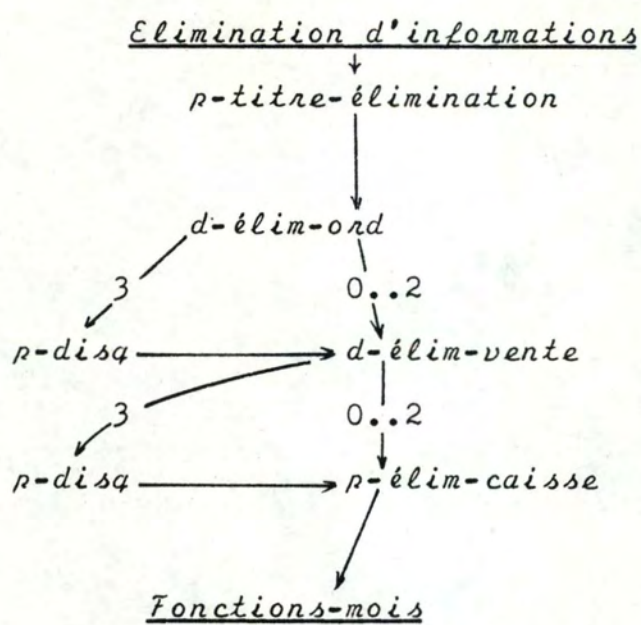 Elimination d'informations
p-titre-élimination
d-élim-ord
3 0..2
p-disq d-élim-vente
3 0..2
p-disq p-élim-caisse
Fonctions-mois